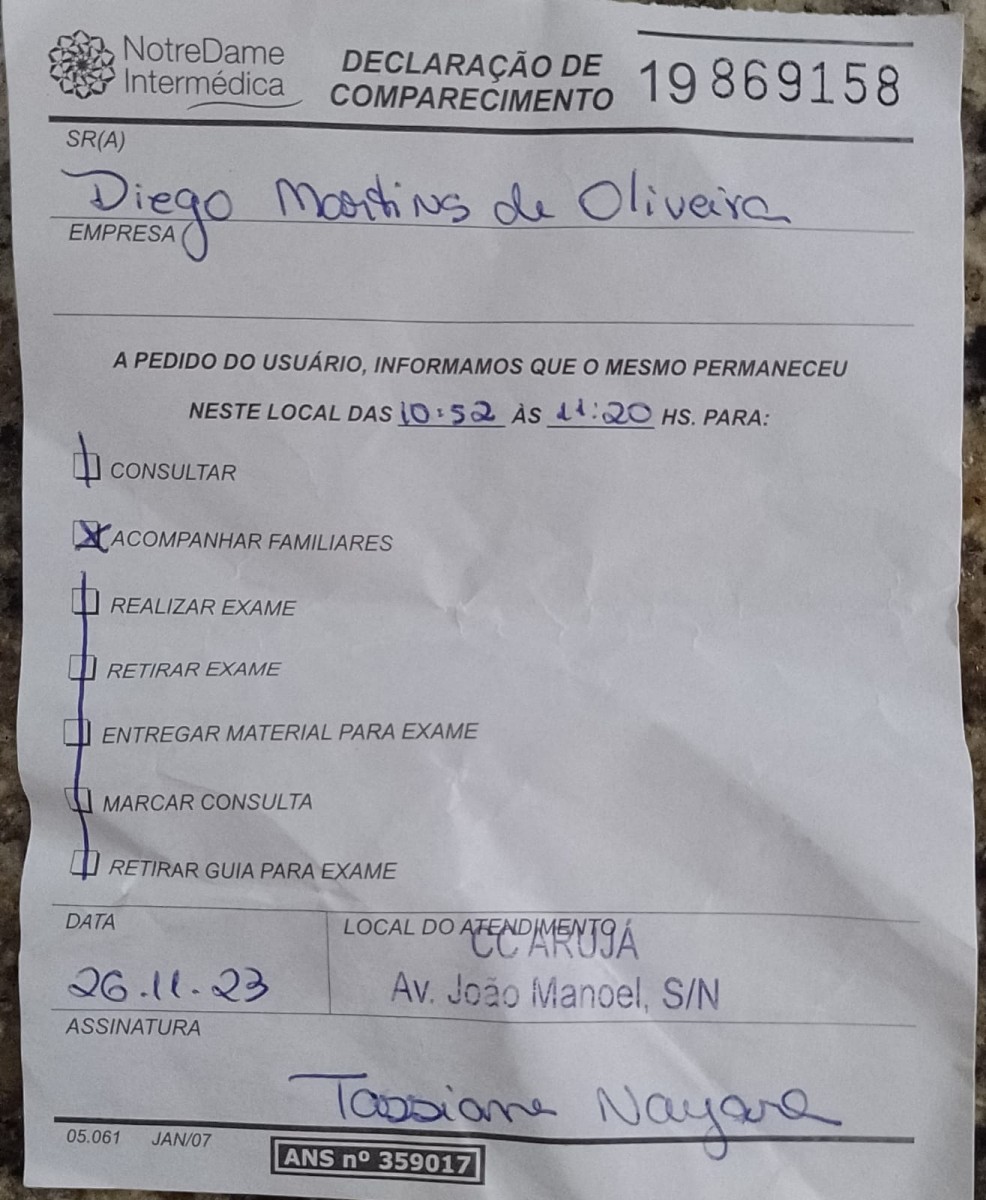 NotreDame
Intermédica
DECLARAÇÃO DE
COMPARECIMENTO
19 869158
SR(A)
Diego Martins de Oliveira
EMPRESA
A PEDIDO DO USUÁRIO, INFORMAMOS QUE O MESMO PERMANECEU
NESTE LOCAL DAS 10:52 ÀS 11:20 HS. PARA:
CONSULTAR
ACOMPANHAR FAMILIARES
REALIZAR EXAME
RETIRAR EXAME
ENTREGAR MATERIAL PARA EXAME
MARCAR CONSULTA
RETIRAR GUIA PARA EXAME
DATA
26.11.23
LOCAL DO ATENDIMENTO
CC ARUJÁ
Av. João Manoel, S/N
ASSINATURA
Tassiane Nayara
05.061 JAN/07
ANS nº 359017